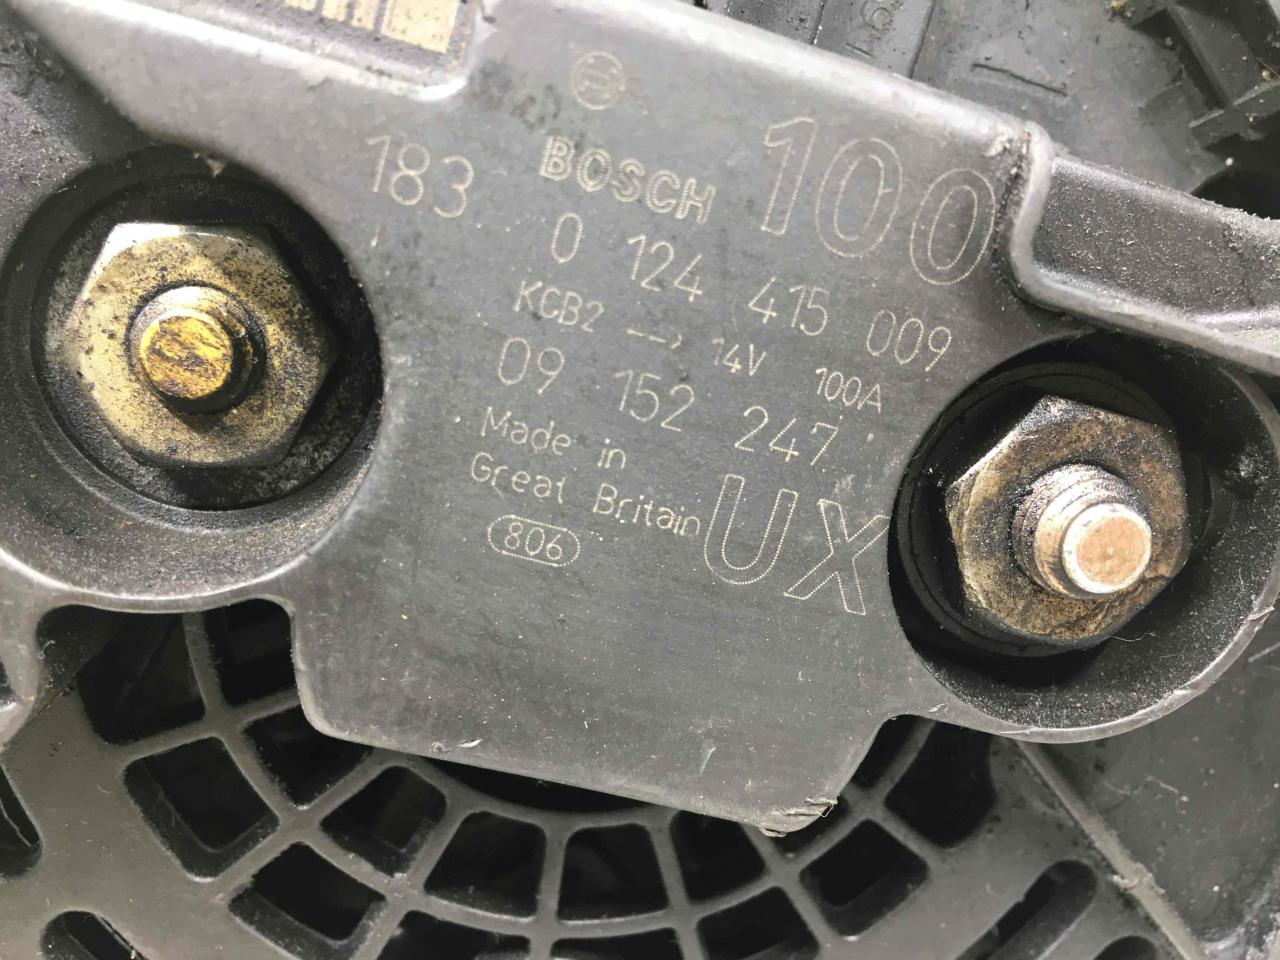 183 BOSCH 100
0 124 415 009
KCB2 --> 14V 100A
09 152 247
Made in
Great Britain
UX
806